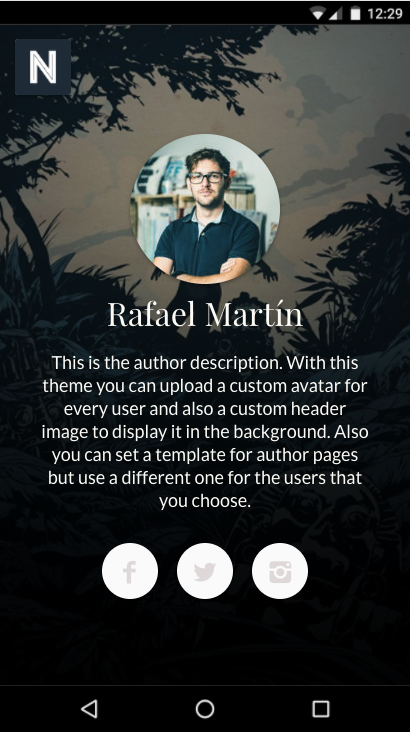 12:29
N
Rafael Martín
This is the author description. With this
theme you can upload a custom avatar for
every user and also a custom header
image to display it in the background. Also
you can set a template for author pages
but use a different one for the users that
you choose.